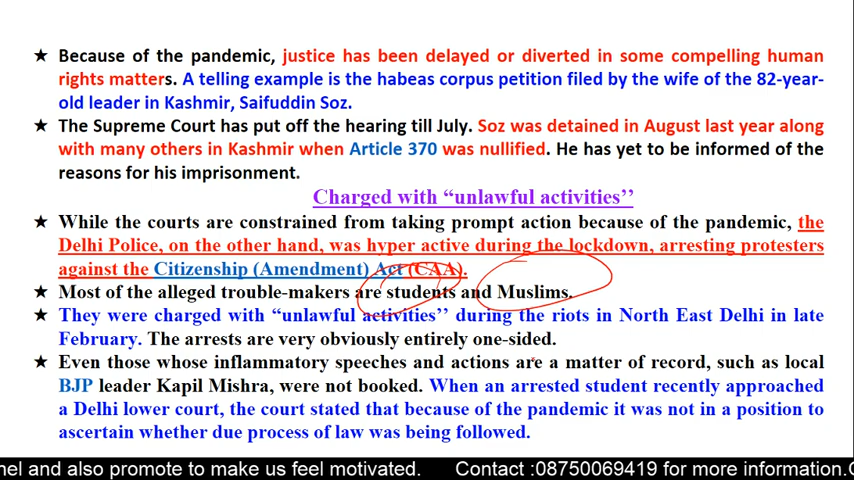 ★ Because of the pandemic, justice has been delayed or diverted in some compelling human
rights matters. A telling example is the habeas corpus petition filed by the wife of the 82-year-
old leader in Kashmir, Saifuddin Soz.
★ The Supreme Court has put off the hearing till July. Soz was detained in August last year along
with many others in Kashmir when Article 370 was nullified. He has yet to be informed of the
reasons for his imprisonment.
Charged with “unlawful activities’’
★ While the courts are constrained from taking prompt action because of the pandemic, the
Delhi Police, on the other hand, was hyper active during the lockdown, arresting protesters
against the Citizenship (Amendment) Act (CAA).
★ Most of the alleged trouble-makers are students and Muslims.
★ They were charged with “unlawful activities’’ during the riots in North East Delhi in late
February. The arrests are very obviously entirely one-sided.
★ Even those whose inflammatory speeches and actions are a matter of record, such as local
BJP leader Kapil Mishra, were not booked. When an arrested student recently approached
a Delhi lower court, the court stated that because of the pandemic it was not in a position to
ascertain whether due process of law was being followed.
nel and also promote to make us feel motivated. Contact :08750069419 for more information.